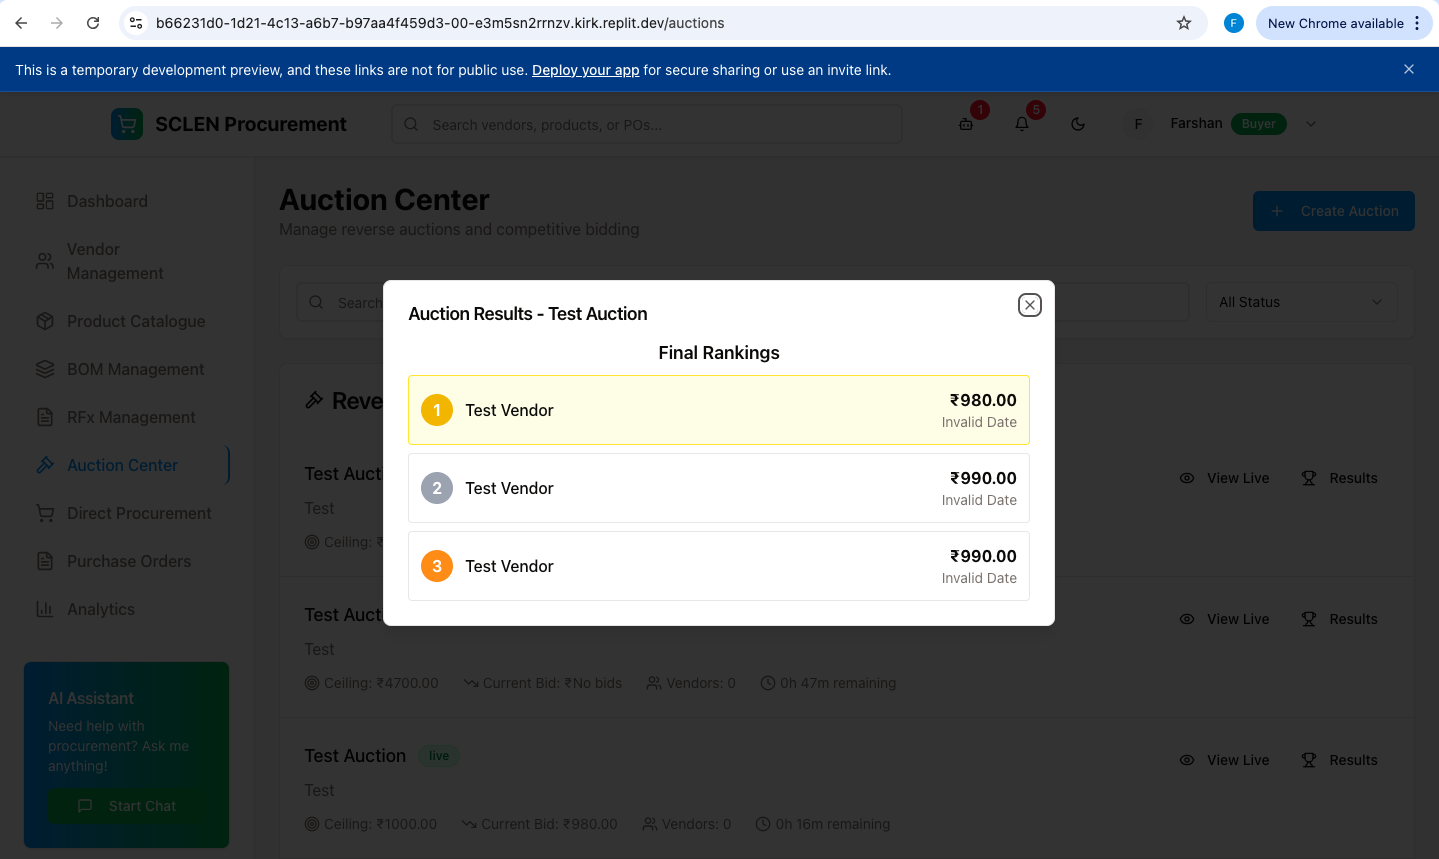 b66231d0-1d21-4c13-a6b7-b97aa4f459d3-00-e3m5sn2rrnzv.kirk.replit.dev/auctions
F
New Chrome available
This is a temporary development preview, and these links are not for public use. Deploy your app for secure sharing or use an invite link.
SCLEN Procurement
Search vendors, products, or POs...
1
5
F
Farshan
Buyer
Dashboard
Vendor
Management
Product Catalogue
BOM Management
RFx Management
Auction Center
Direct Procurement
Purchase Orders
Analytics
AI Assistant
Need help with
procurement? Ask me
anything!
Start Chat
Auction Center
Manage reverse auctions and competitive bidding
Create Auction
Search
All Status
Reve
Auction Results - Test Auction
Final Rankings
1 Test Vendor ₹980.00
Invalid Date
2 Test Vendor ₹990.00
Invalid Date
3 Test Vendor ₹990.00
Invalid Date
Test Auct
View Live Results
Test
Ceiling: ₹
Test Auct
View Live Results
Test
Ceiling: ₹4700.00 Current Bid: ₹No bids Vendors: 0 0h 47m remaining
Test Auction live
View Live Results
Test
Ceiling: ₹1000.00 Current Bid: ₹980.00 Vendors: 0 0h 16m remaining